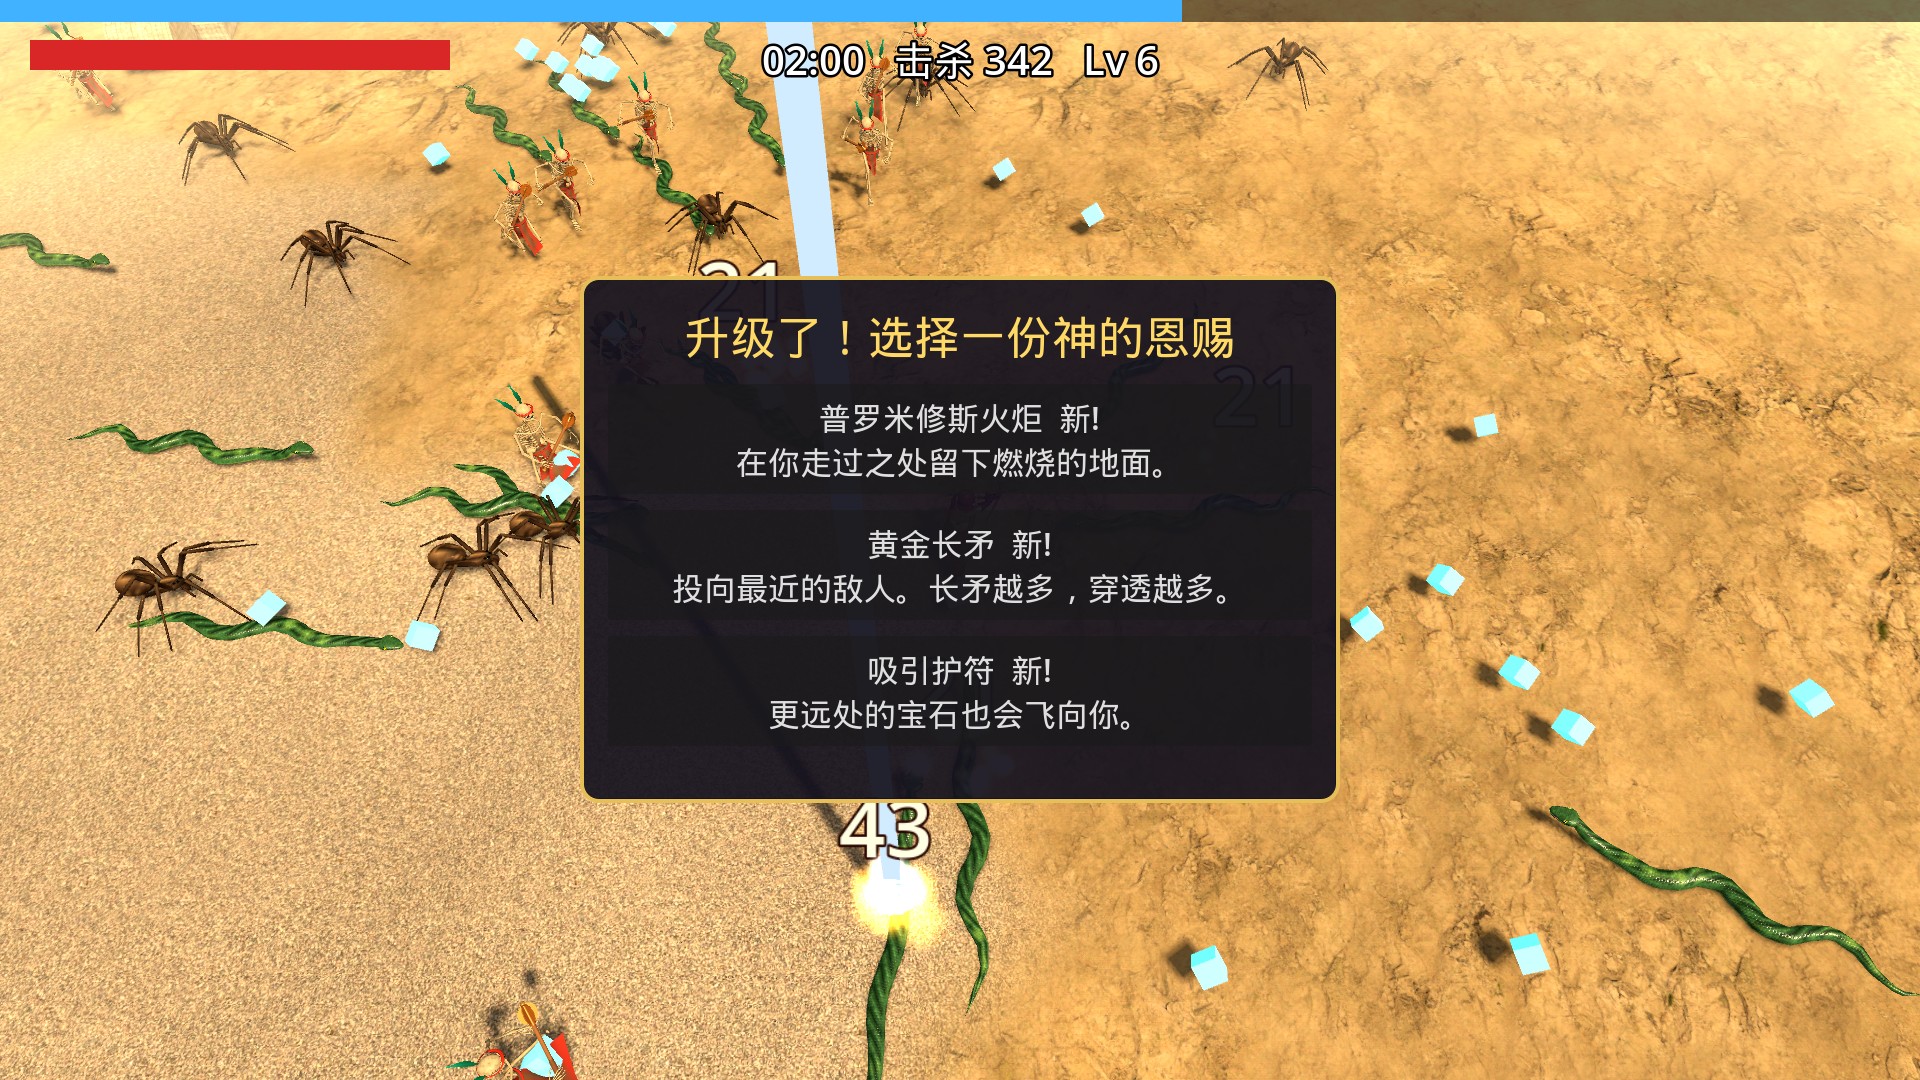 02:00 击杀 342 Lv 6
21
升级了！选择一份神的恩赐
21
普罗米修斯火炬 新!
在你走过之处留下燃烧的地面。
黄金长矛 新!
投向最近的敌人。长矛越多，穿透越多。
吸引护符 新!
更远处的宝石也会飞向你。
43